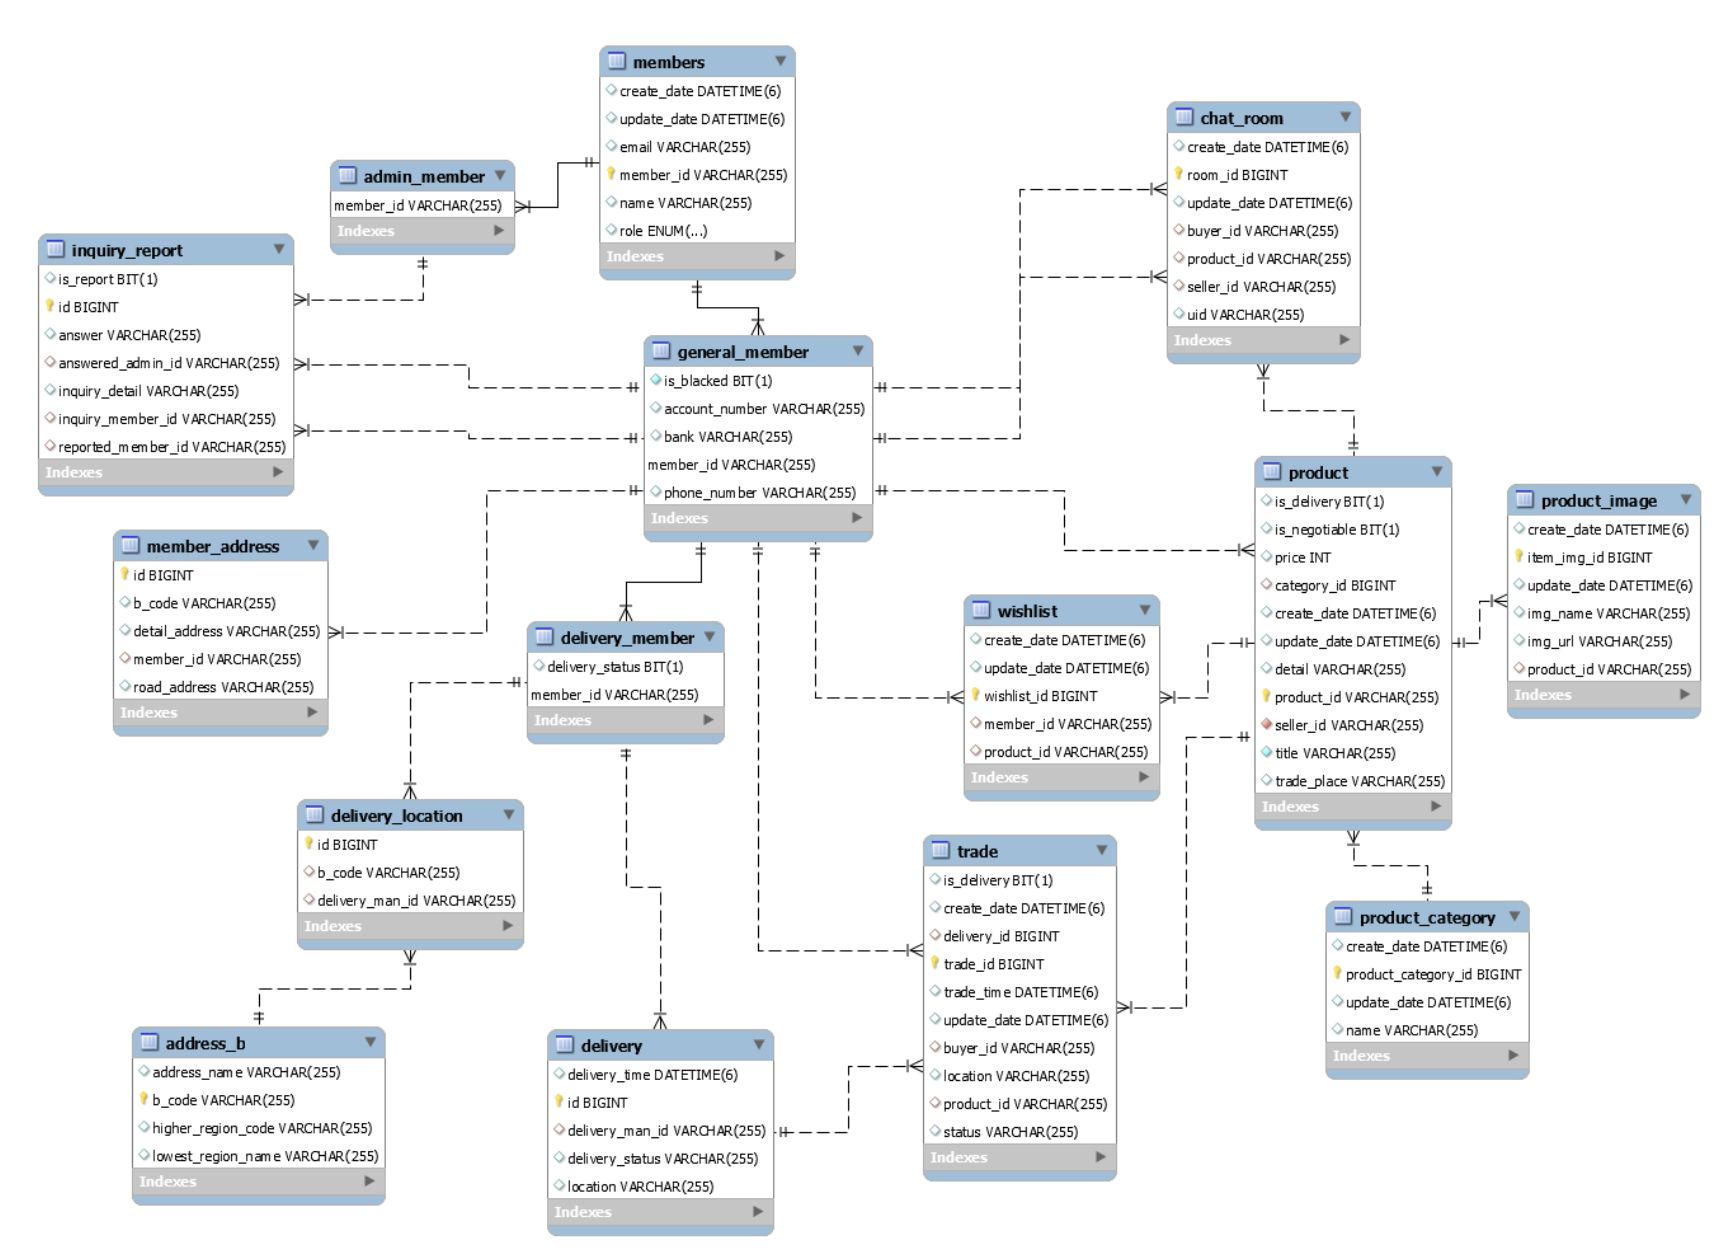 members
create_date DATETIME(6)
update_date DATETIME(6)
email VARCHAR(255)
member_id VARCHAR(255)
name VARCHAR(255)
role ENUM(...)
Indexes
chat_room
create_date DATETIME(6)
room_id BIGINT
update_date DATETIME(6)
buyer_id VARCHAR(255)
product_id VARCHAR(255)
seller_id VARCHAR(255)
uid VARCHAR(255)
Indexes
admin_member
member_id VARCHAR(255)
Indexes
inquiry_report
is_report BIT(1)
id BIGINT
answer VARCHAR(255)
answered_admin_id VARCHAR(255)
inquiry_detail VARCHAR(255)
inquiry_member_id VARCHAR(255)
reported_member_id VARCHAR(255)
Indexes
general_member
is_blacked BIT(1)
account_number VARCHAR(255)
bank VARCHAR(255)
member_id VARCHAR(255)
phone_number VARCHAR(255)
Indexes
product
is_delivery BIT(1)
is_negotiable BIT(1)
price INT
category_id BIGINT
create_date DATETIME(6)
update_date DATETIME(6)
detail VARCHAR(255)
product_id VARCHAR(255)
seller_id VARCHAR(255)
title VARCHAR(255)
trade_place VARCHAR(255)
Indexes
product_image
create_date DATETIME(6)
item_img_id BIGINT
update_date DATETIME(6)
img_name VARCHAR(255)
img_url VARCHAR(255)
product_id VARCHAR(255)
Indexes
member_address
id BIGINT
b_code VARCHAR(255)
detail_address VARCHAR(255)
member_id VARCHAR(255)
road_address VARCHAR(255)
Indexes
wishlist
create_date DATETIME(6)
update_date DATETIME(6)
wishlist_id BIGINT
member_id VARCHAR(255)
product_id VARCHAR(255)
Indexes
delivery_member
delivery_status BIT(1)
member_id VARCHAR(255)
Indexes
delivery_location
id BIGINT
b_code VARCHAR(255)
delivery_man_id VARCHAR(255)
Indexes
trade
is_delivery BIT(1)
create_date DATETIME(6)
delivery_id BIGINT
trade_id BIGINT
trade_time DATETIME(6)
update_date DATETIME(6)
buyer_id VARCHAR(255)
location VARCHAR(255)
product_id VARCHAR(255)
status VARCHAR(255)
Indexes
product_category
create_date DATETIME(6)
product_category_id BIGINT
update_date DATETIME(6)
name VARCHAR(255)
Indexes
address_b
address_name VARCHAR(255)
b_code VARCHAR(255)
higher_region_code VARCHAR(255)
lowest_region_name VARCHAR(255)
Indexes
delivery
delivery_time DATETIME(6)
id BIGINT
delivery_man_id VARCHAR(255)
delivery_status VARCHAR(255)
location VARCHAR(255)
Indexes